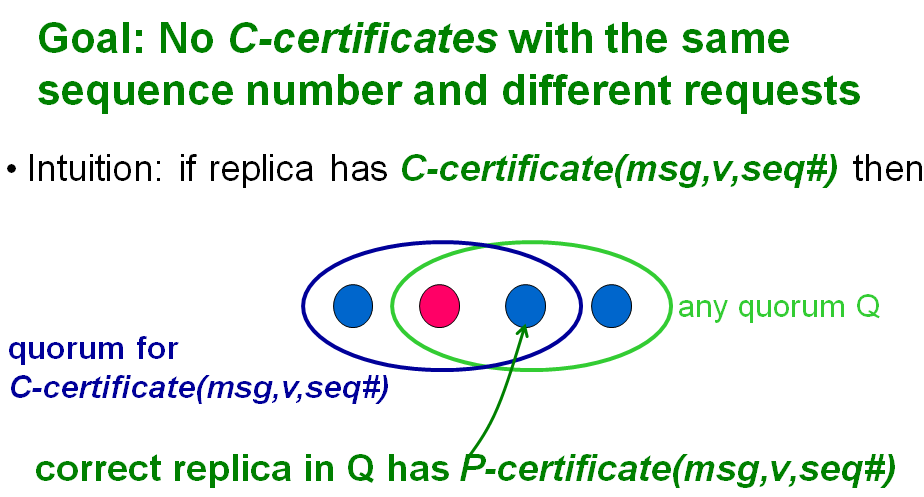 Goal: No C-certificates with the same
sequence number and different requests
• Intuition: if replica has C-certificate(msg,v,seq#) then
any quorum Q
quorum for
C-certificate(msg,v,seq#)
correct replica in Q has P-certificate(msg,v,seq#)